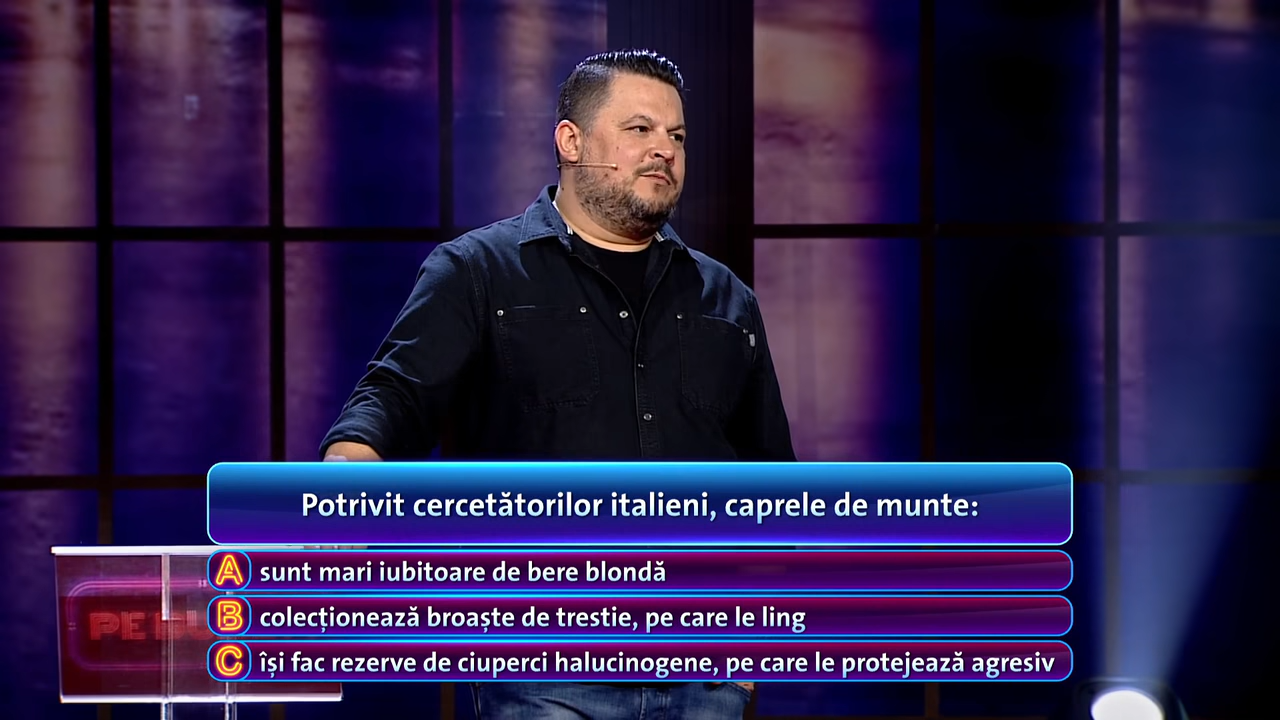 Potrivit cercetătorilor italieni, caprele de munte:
A sunt mari iubitoare de bere blondă
B colecționează broaște de trestie, pe care le ling
C își fac rezerve de ciuperci halucinogene, pe care le protejează agresiv
PE